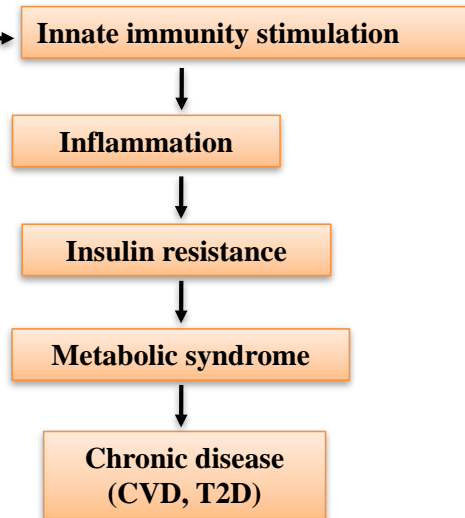 Innate immunity stimulation
Inflammation
Insulin resistance
Metabolic syndrome
Chronic disease
(CVD, T2D)